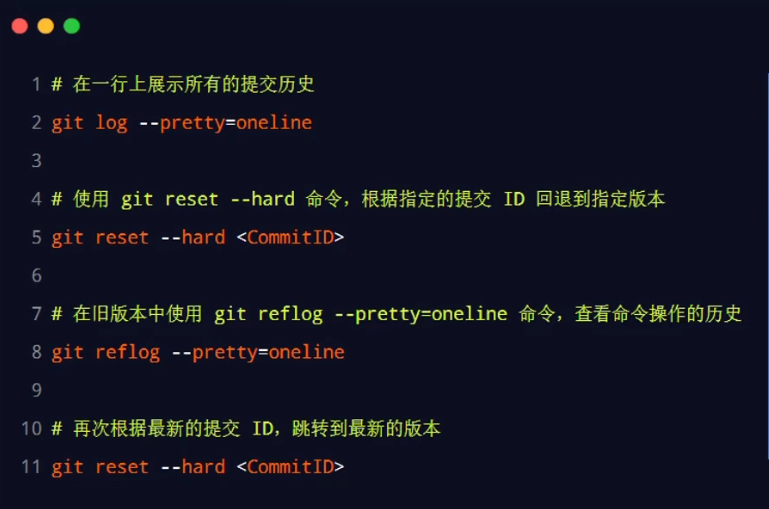 1 # 在一行上展示所有的提交历史
2 git log --pretty=oneline
3
4 # 使用 git reset --hard 命令，根据指定的提交 ID 回退到指定版本
5 git reset --hard <CommitID>
6
7 # 在旧版本中使用 git reflog --pretty=oneline 命令，查看命令操作的历史
8 git reflog --pretty=oneline
9
10 # 再次根据最新的提交 ID，跳转到最新的版本
11 git reset --hard <CommitID>